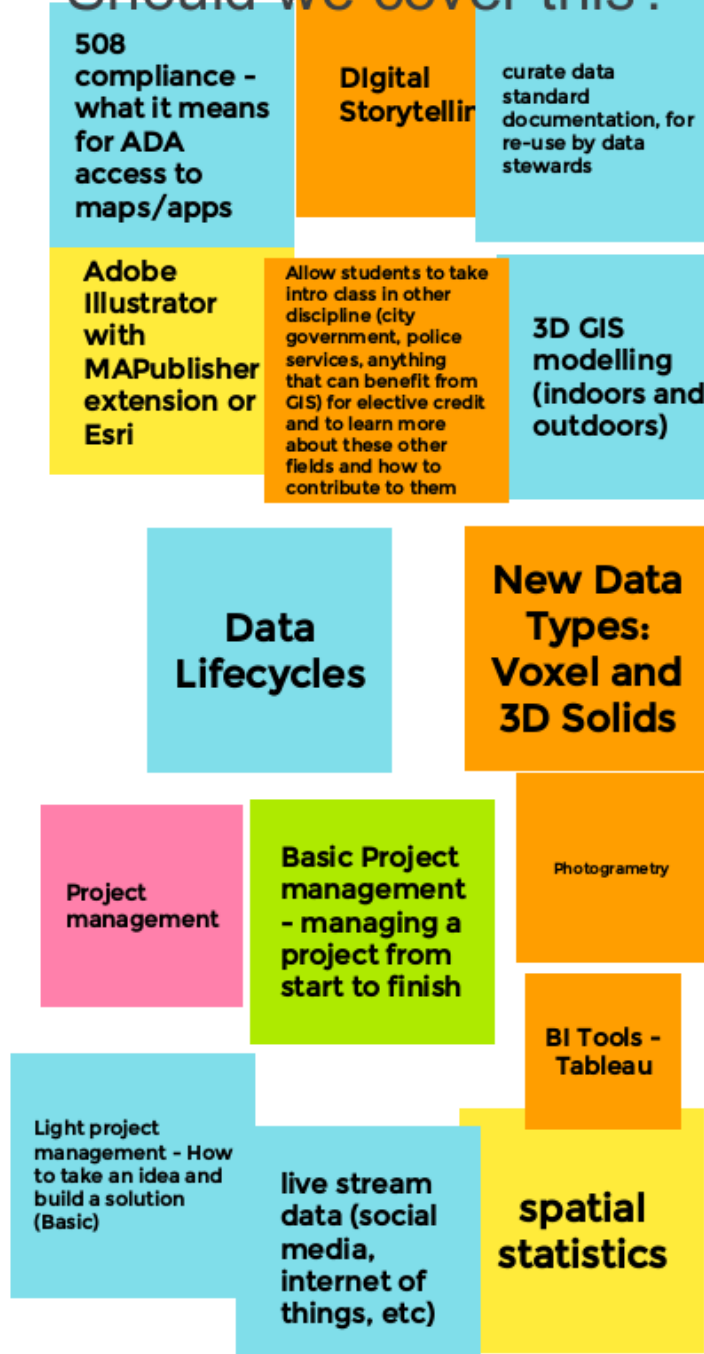 Should we cover this?
508
compliance -
what it means
for ADA
access to
maps/apps
DIgital
Storytellin
curate data
standard
documentation, for
re-use by data
stewards
Adobe
Illustrator
with
MAPublisher
extension or
Esri
Allow students to take
intro class in other
discipline (city
government, police
services, anything
that can benefit from
GIS) for elective credit
and to learn more
about these other
fields and how to
contribute to them
3D GIS
modelling
(indoors and
outdoors)
Data
Lifecycles
New Data
Types:
Voxel and
3D Solids
Project
management
Basic Project
management
- managing a
project from
start to finish
Photogrametry
BI Tools -
Tableau
Light project
management - How
to take an idea and
build a solution
(Basic)
live stream
data (social
media,
internet of
things, etc)
spatial
statistics